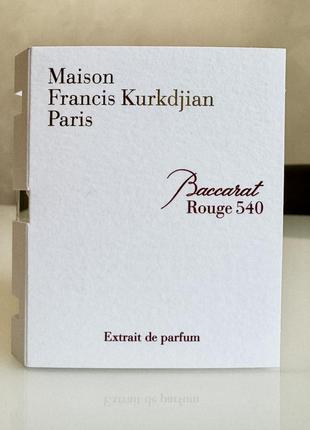 Maison
Francis Kurkdjian
Paris
Baccarat
Rouge 540
Extrait de parfum